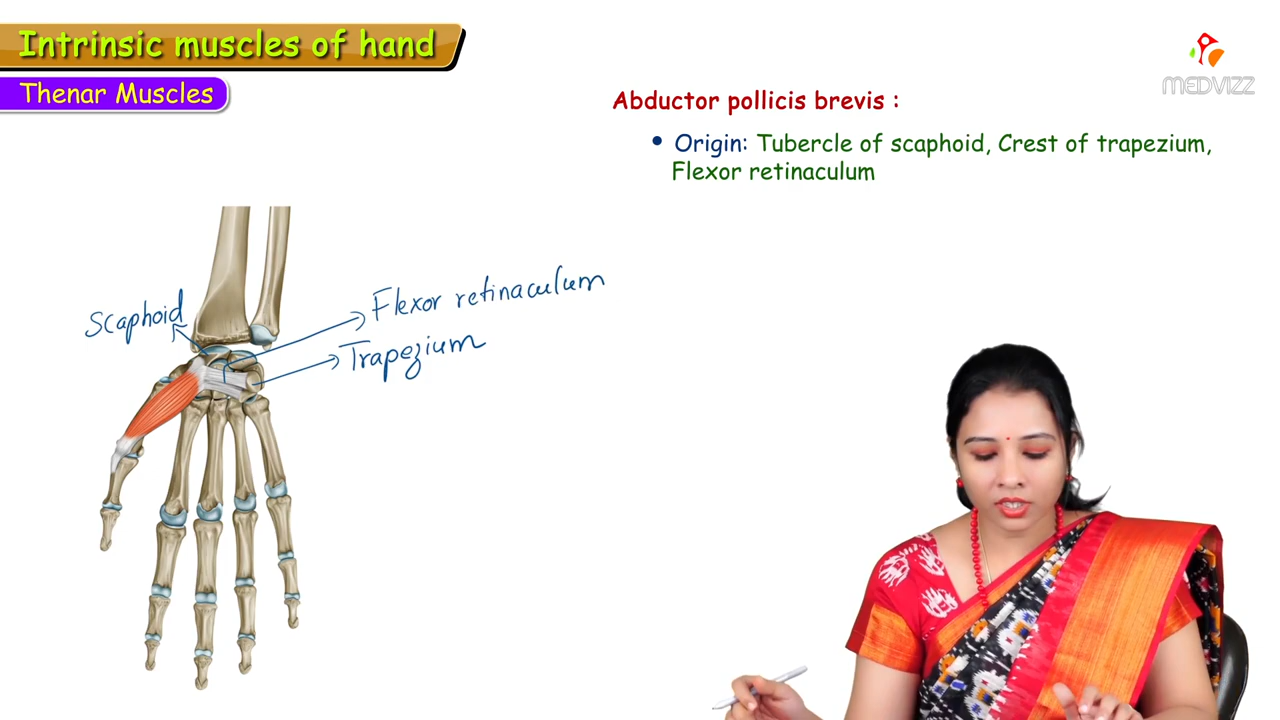 Intrinsic muscles of hand
Thenar Muscles
MEDVIZZ
Abductor pollicis brevis :
• Origin: Tubercle of scaphoid, Crest of trapezium,
Flexor retinaculum
Scaphoid
Flexor retinaculum
Trapezium